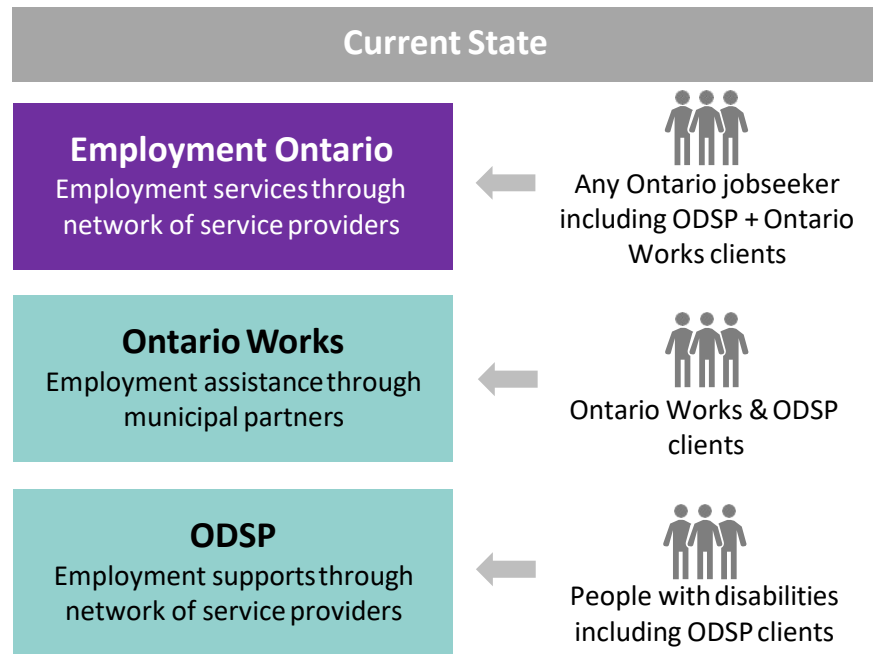 Current State
Employment Ontario
Employment services through
network of service providers
Any Ontario jobseeker
including ODSP + Ontario
Works clients
Ontario Works
Employment assistance through
municipal partners
Ontario Works & ODSP
clients
ODSP
Employment supports through
network of service providers
People with disabilities
including ODSP clients